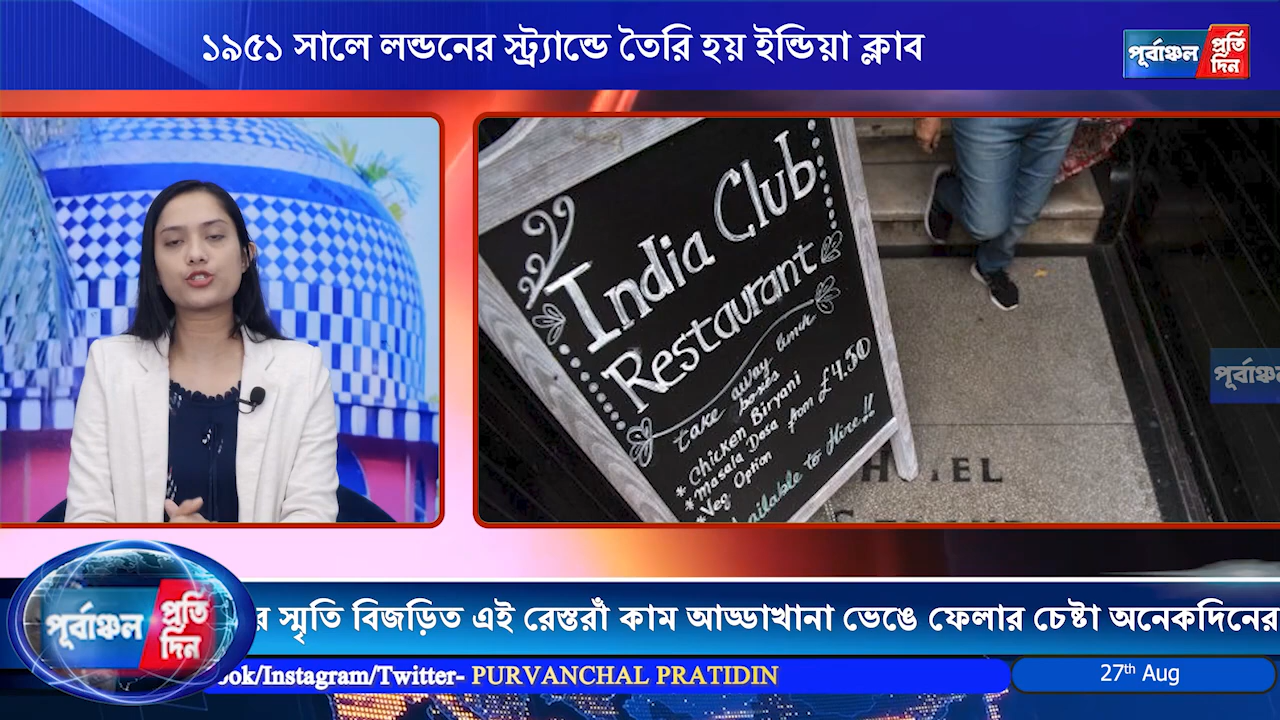 ১৯৫১ সালে লন্ডনের স্ট্র্যান্ডে তৈরি হয় ইন্ডিয়া ক্লাব
পূর্বাঞ্চল প্রতি দিন
India Club
Restaurant
take away lunch
boxes
* Chicken Biryani
* Masala Dosa from £4.50
* Veg Option
Available to Hire!!
HOTEL
পূর্বাঞ্চল
পূর্বাঞ্চল প্রতি দিন
র স্মৃতি বিজড়িত এই রেস্তরাঁ কাম আড্ডাখানা ভেঙে ফেলার চেষ্টা অনেকদিনের
ook/Instagram/Twitter- PURVANCHAL PRATIDIN
27th Aug